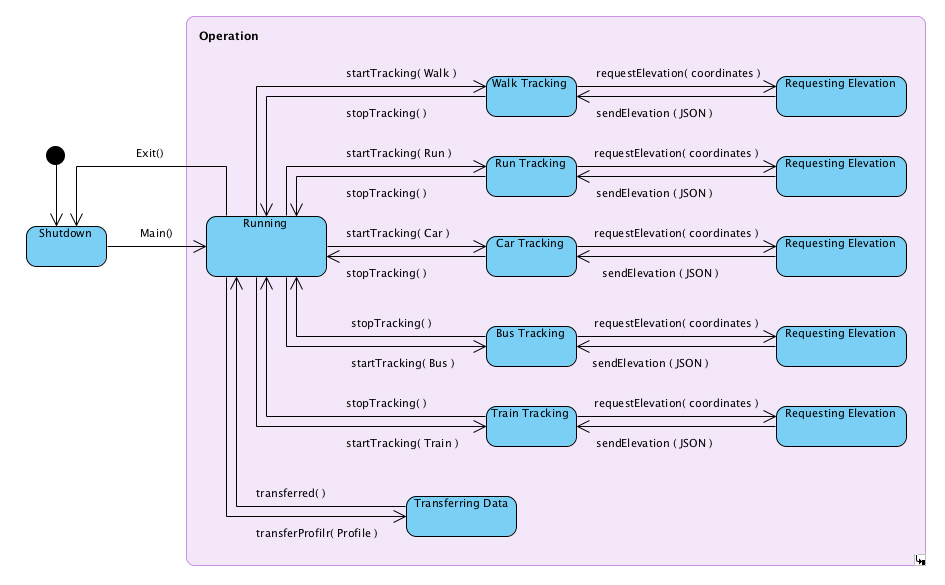 Operation
startTracking( Walk )
requestElevation( coordinates )
Walk Tracking
Requesting Elevation
stopTracking( )
sendElevation ( JSON )
Exit()
startTracking( Run )
requestElevation( coordinates )
Run Tracking
Requesting Elevation
stopTracking( )
sendElevation ( JSON )
Shutdown
Main()
Running
startTracking( Car )
requestElevation( coordinates )
Car Tracking
Requesting Elevation
stopTracking( )
sendElevation ( JSON )
stopTracking( )
requestElevation( coordinates )
Bus Tracking
Requesting Elevation
startTracking( Bus )
sendElevation ( JSON )
stopTracking( )
requestElevation( coordinates )
Train Tracking
Requesting Elevation
startTracking( Train )
sendElevation ( JSON )
transferred( )
Transferring Data
transferProfilr( Profile )